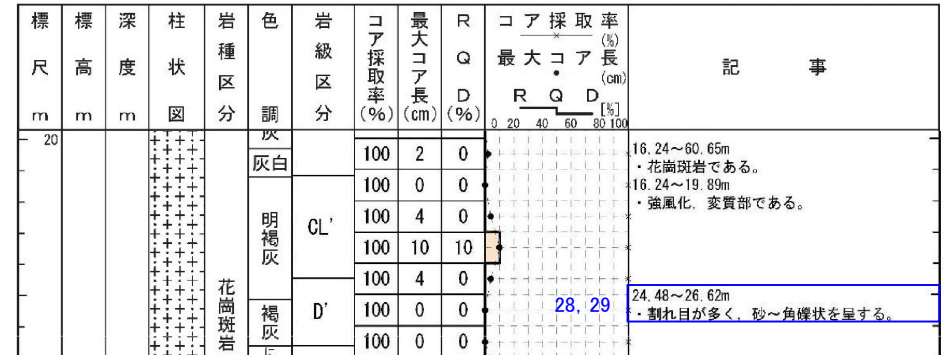 標尺 m
標高 m
深度 m
柱状図
岩種区分
色調
岩級区分
コア採取率(%)
最大コア長(cm)
RQD(%)
コア採取率(%)
最大コア長(cm)
RQD[%]
0 20 40 60 80 100
記事
20
灰
灰白 100 2 0
16.24～60.65m
・花崗斑岩である。
100 0 0
16.24～19.89m
・強風化，変質部である。
明褐灰 CL' 100 4 0
100 10 10
花崗斑岩
100 4 0
褐灰 D' 100 0 0
28, 29
24.48～26.62m
・割れ目が多く，砂～角礫状を呈する。
100 0 0